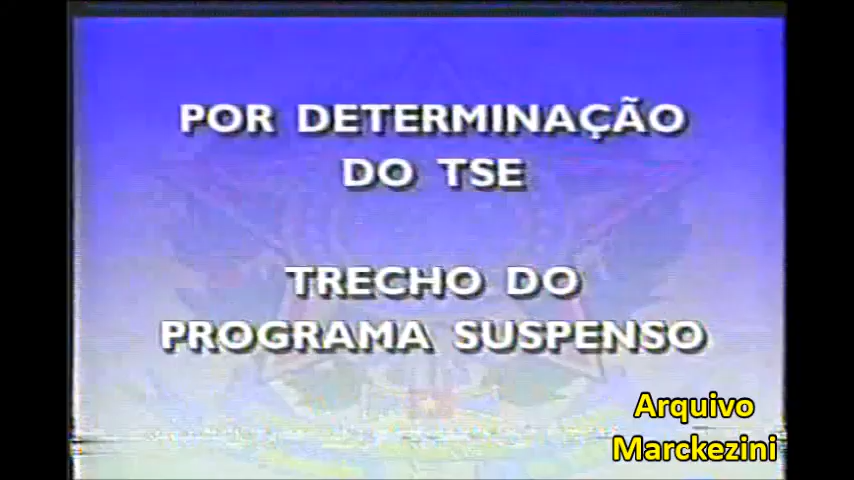 POR DETERMINAÇÃO
DO TSE
TRECHO DO
PROGRAMA SUSPENSO
Arquivo
Marckezini